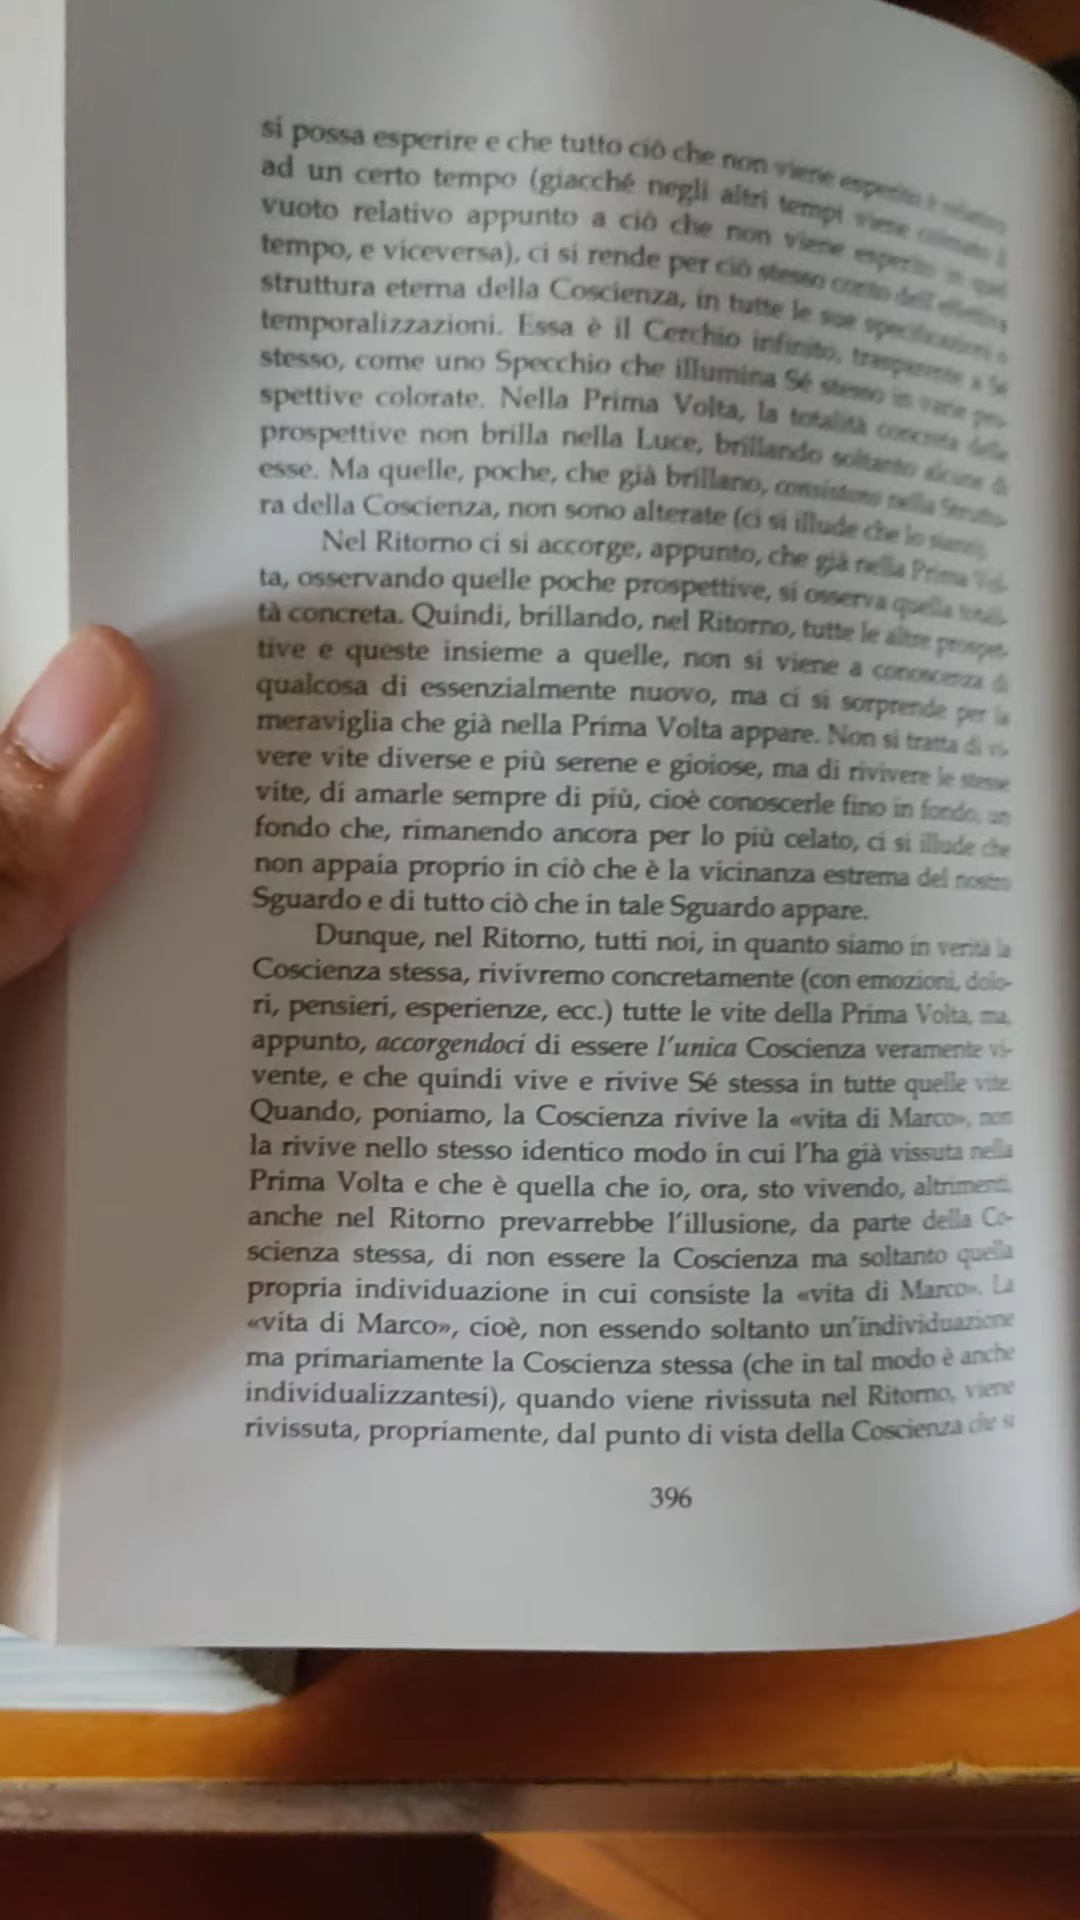 si possa esperire e che tutto ciò che non viene esperito è relativo
ad un certo tempo (giacché negli altri tempi viene colmato il
vuoto relativo appunto a ciò che non viene esperito in quel
tempo, e viceversa), ci si rende per ciò stesso conto dell'effettiva
struttura eterna della Coscienza, in tutte le sue specificazioni o
temporalizzazioni. Essa è il Cerchio infinito, trasparente a Sé
stesso, come uno Specchio che illumina Sé stesso in varie pro-
spettive colorate. Nella Prima Volta, la totalità concreta delle
prospettive non brilla nella Luce, brillando soltanto alcune di
esse. Ma quelle, poche, che già brillano, consistono nella Struttu-
ra della Coscienza, non sono alterate (ci si illude che lo siano).
Nel Ritorno ci si accorge, appunto, che già nella Prima Vol-
ta, osservando quelle poche prospettive, si osserva quella totali-
tà concreta. Quindi, brillando, nel Ritorno, tutte le altre prospet-
tive e queste insieme a quelle, non si viene a conoscenza di
qualcosa di essenzialmente nuovo, ma ci si sorprende per la
meraviglia che già nella Prima Volta appare. Non si tratta di vi-
vere vite diverse e più serene e gioiose, ma di rivivere le stesse
vite, di amarle sempre di più, cioè conoscerle fino in fondo, un
fondo che, rimanendo ancora per lo più celato, ci si illude che
non appaia proprio in ciò che è la vicinanza estrema del nostro
Sguardo e di tutto ciò che in tale Sguardo appare.
Dunque, nel Ritorno, tutti noi, in quanto siamo in verità la
Coscienza stessa, rivivremo concretamente (con emozioni, dolo-
ri, pensieri, esperienze, ecc.) tutte le vite della Prima Volta, ma,
appunto, accorgendoci di essere l'unica Coscienza veramente vi-
vente, e che quindi vive e rivive Sé stessa in tutte quelle vite.
Quando, poniamo, la Coscienza rivive la «vita di Marco», non
la rivive nello stesso identico modo in cui l'ha già vissuta nella
Prima Volta e che è quella che io, ora, sto vivendo, altrimenti,
anche nel Ritorno prevarrebbe l'illusione, da parte della Co-
scienza stessa, di non essere la Coscienza ma soltanto quella
propria individuazione in cui consiste la «vita di Marco». La
«vita di Marco», cioè, non essendo soltanto un'individuazione
ma primariamente la Coscienza stessa (che in tal modo è anche
individualizzantesi), quando viene rivissuta nel Ritorno, viene
rivissuta, propriamente, dal punto di vista della Coscienza che si
396